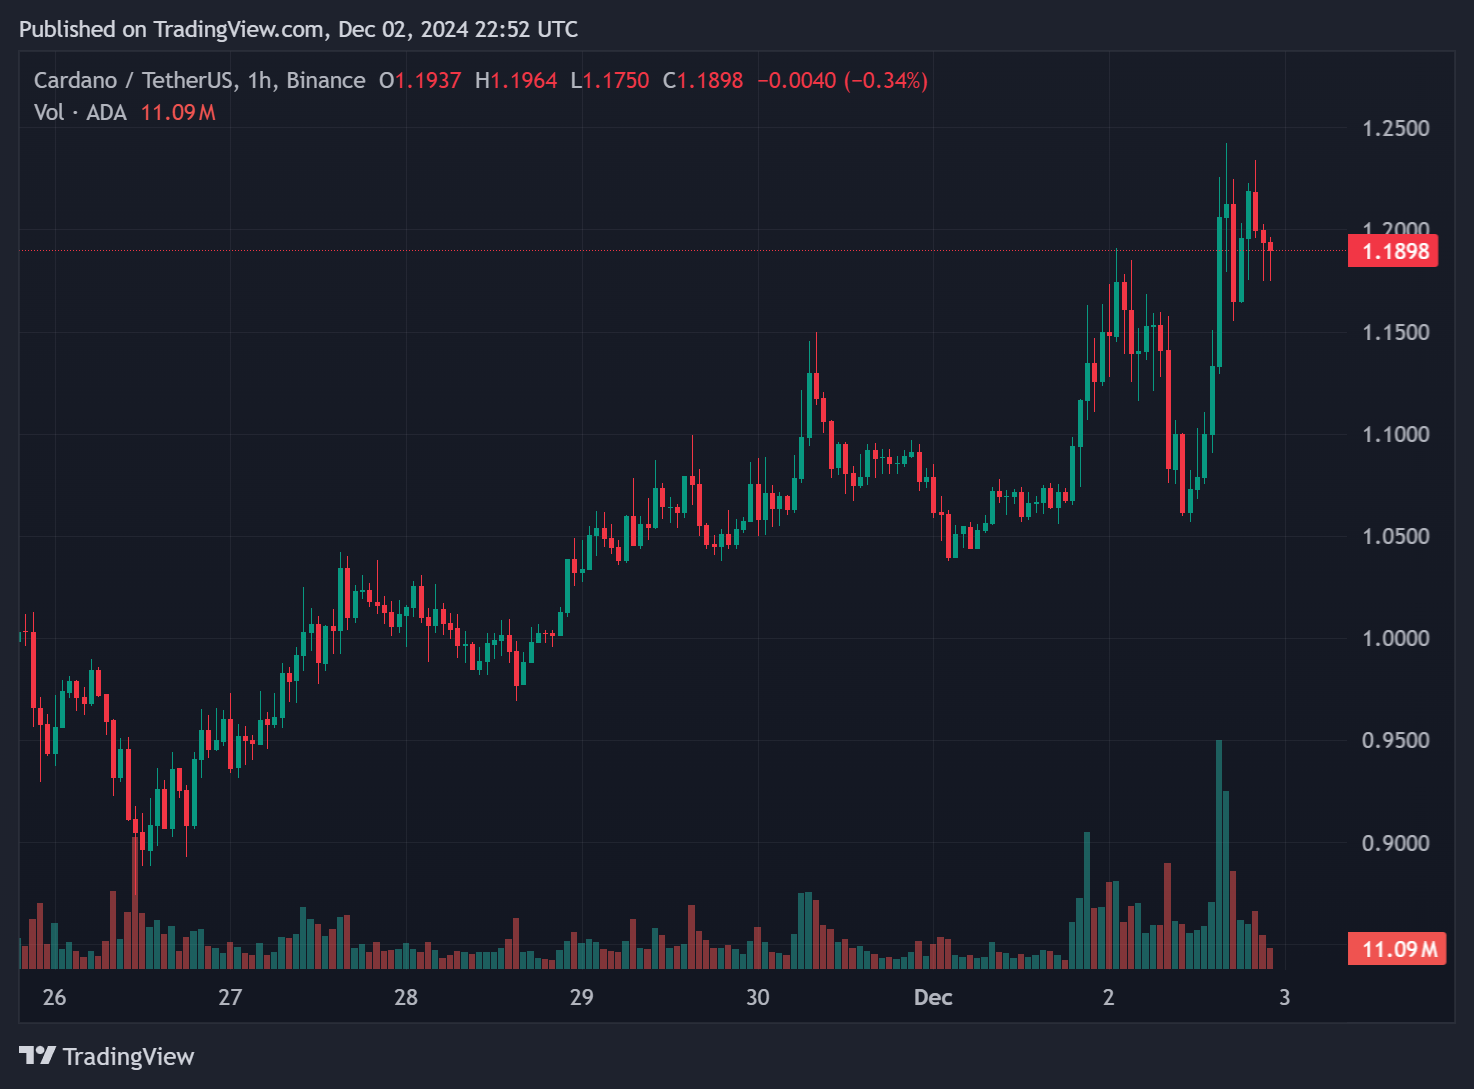 Published on TradingView.com, Dec 02, 2024 22:52 UTC
Cardano / TetherUS, 1h, Binance O1.1937 H1.1964 L1.1750 C1.1898 −0.0040 (−0.34%)
Vol · ADA 11.09 M
1.2500
1.2000
1.1898
1.1500
1.1000
1.0500
1.0000
0.9500
0.9000
11.09 M
26 27 28 29 30 Dec 2 3
TradingView